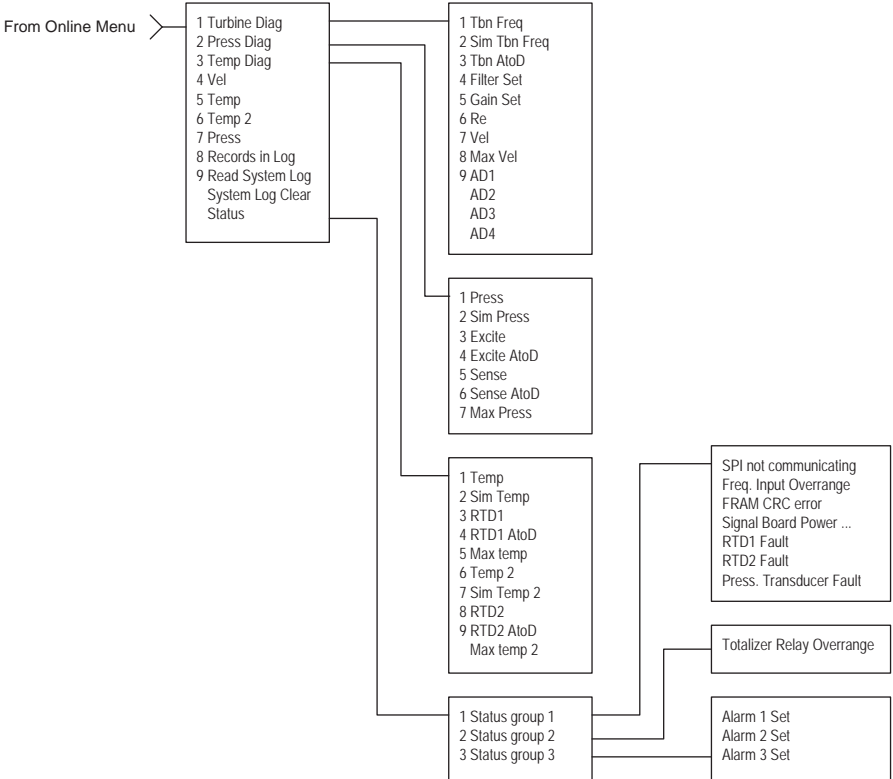 From Online Menu
1 Turbine Diag
2 Press Diag
3 Temp Diag
4 Vel
5 Temp
6 Temp 2
7 Press
8 Records in Log
9 Read System Log
System Log Clear
Status
1 Tbn Freq
2 Sim Tbn Freq
3 Tbn AtoD
4 Filter Set
5 Gain Set
6 Re
7 Vel
8 Max Vel
9 AD1
AD2
AD3
AD4
1 Press
2 Sim Press
3 Excite
4 Excite AtoD
5 Sense
6 Sense AtoD
7 Max Press
1 Temp
2 Sim Temp
3 RTD1
4 RTD1 AtoD
5 Max temp
6 Temp 2
7 Sim Temp 2
8 RTD2
9 RTD2 AtoD
Max temp 2
1 Status group 1
2 Status group 2
3 Status group 3
SPI not communicating
Freq. Input Overrange
FRAM CRC error
Signal Board Power ...
RTD1 Fault
RTD2 Fault
Press. Transducer Fault
Totalizer Relay Overrange
Alarm 1 Set
Alarm 2 Set
Alarm 3 Set